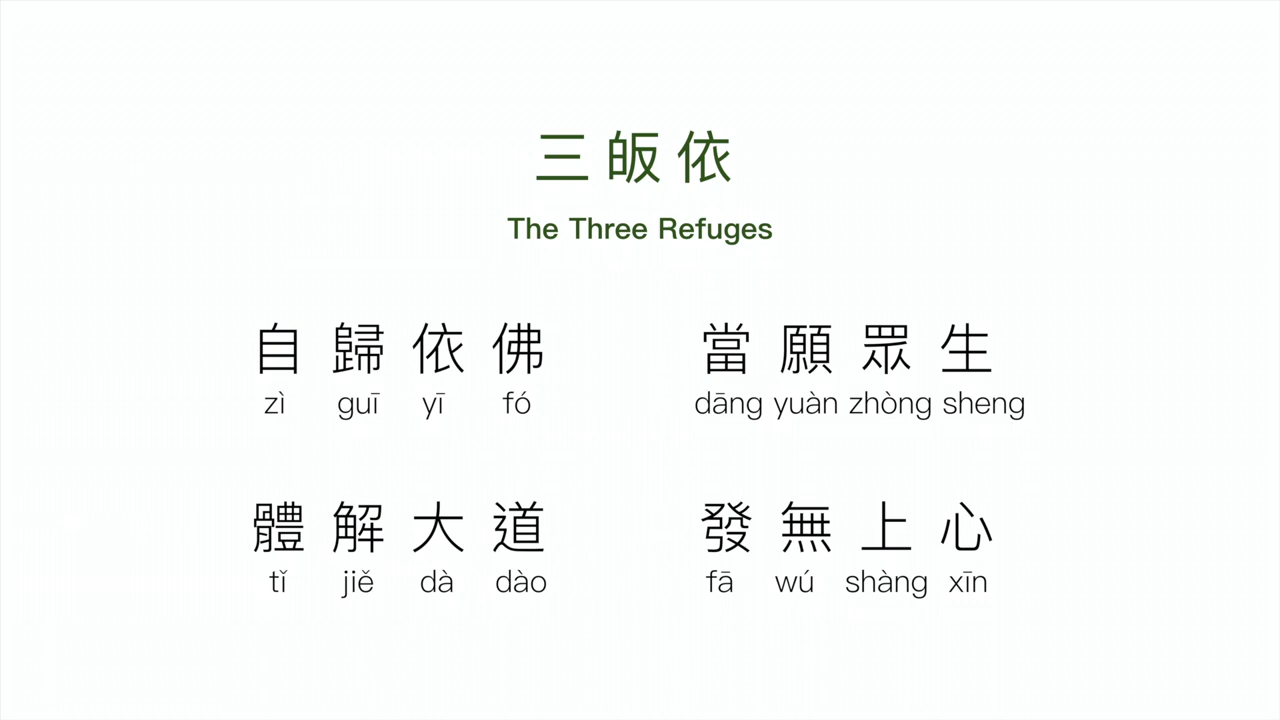 三皈依
The Three Refuges
自歸依佛 當願眾生
zì guī yī fó dāng yuàn zhòng sheng
體解大道 發無上心
tǐ jiě dà dào fā wú shàng xīn